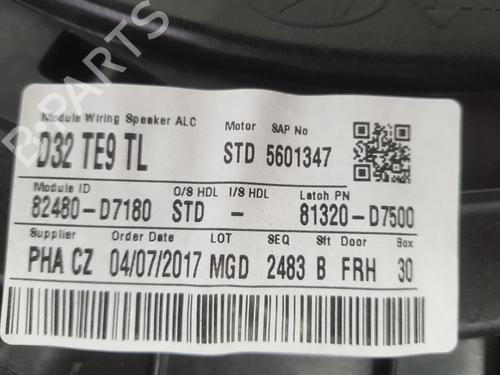 B PARTS
Module Wiring Speaker ALC Motor SAP No
D32 TE9 TL STD 5601347
Module ID O/S HDL I/S HDL Latch PN
82480-D7180 STD - 81320-D7500
Supplier Order Date LOT SEQ Sft Door Box
PHA CZ 04/07/2017 MGD 2483 B FRH 30